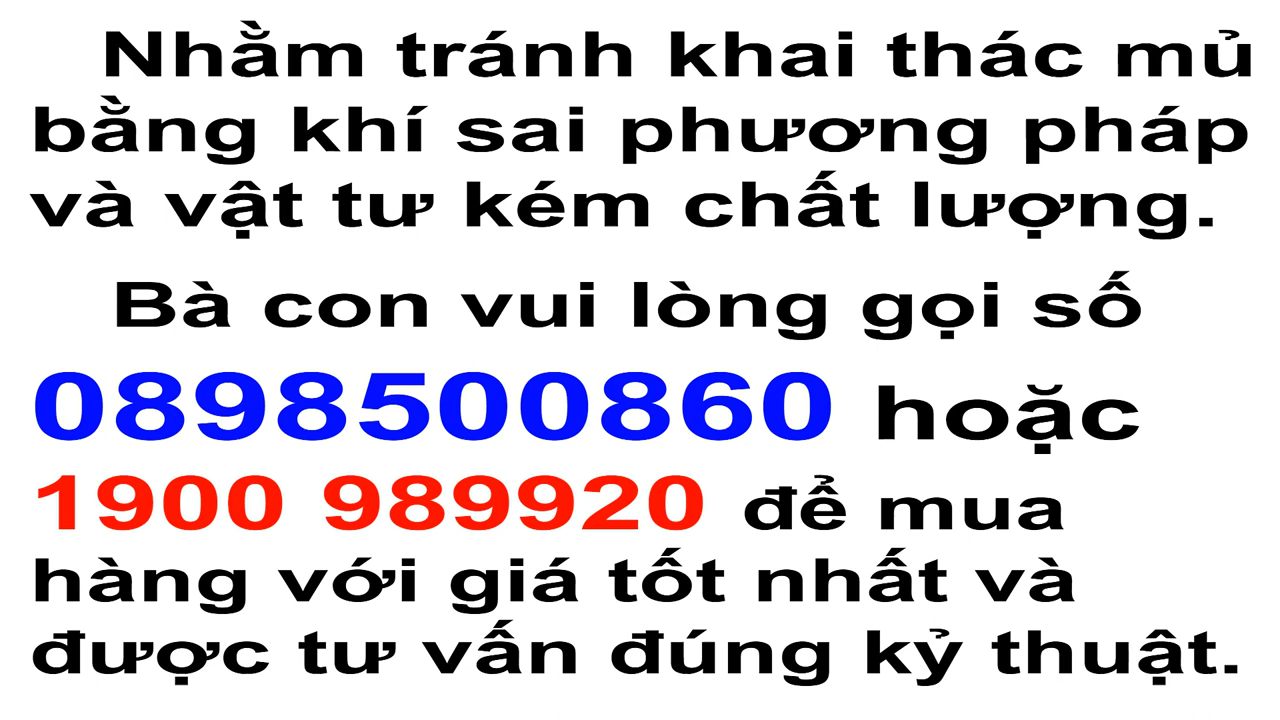 Nhằm tránh khai thác mủ
bằng khí sai phương pháp
và vật tư kém chất lượng.
Bà con vui lòng gọi số
0898500860 hoặc
1900 989920 để mua
hàng với giá tốt nhất và
được tư vấn đúng kỷ thuật.